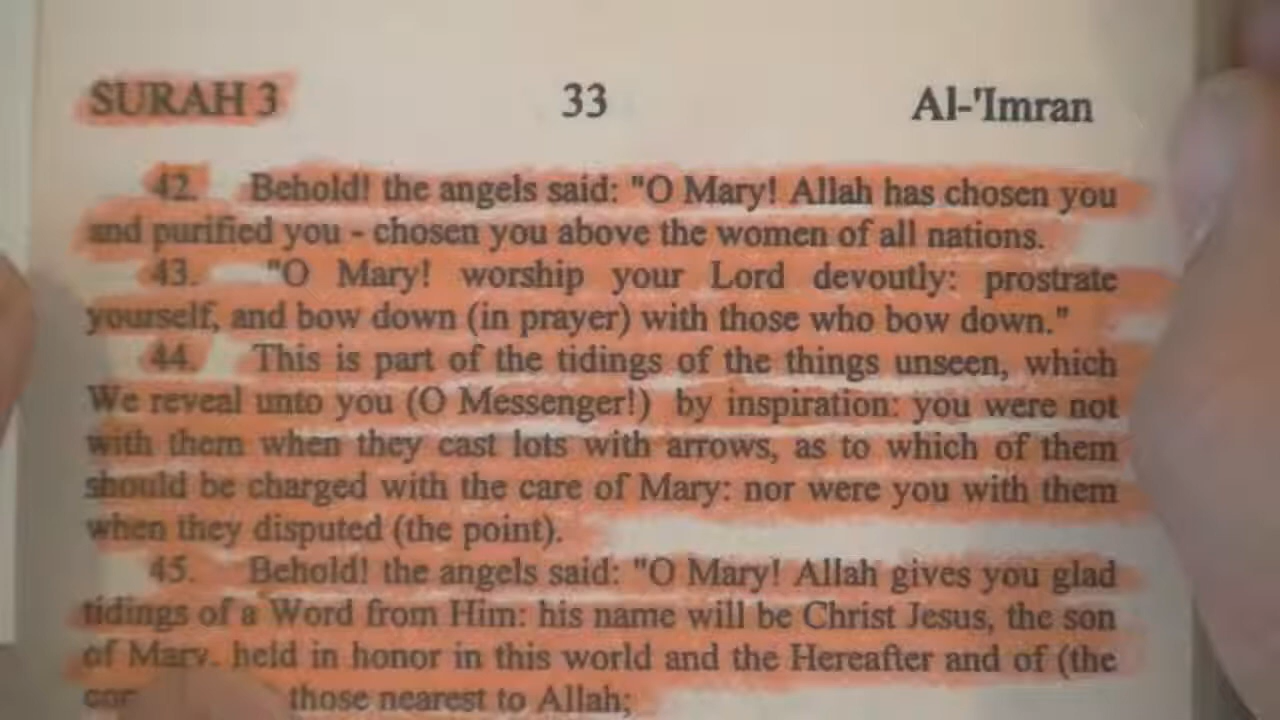 SURAH 3 33 Al-'Imran
42. Behold! the angels said: "O Mary! Allah has chosen you
and purified you - chosen you above the women of all nations.
43. "O Mary! worship your Lord devoutly: prostrate
yourself, and bow down (in prayer) with those who bow down."
44. This is part of the tidings of the things unseen, which
We reveal unto you (O Messenger!) by inspiration: you were not
with them when they cast lots with arrows, as to which of them
should be charged with the care of Mary: nor were you with them
when they disputed (the point).
45. Behold! the angels said: "O Mary! Allah gives you glad
tidings of a Word from Him: his name will be Christ Jesus, the son
of Mary, held in honor in this world and the Hereafter and of (the
those nearest to Allah;